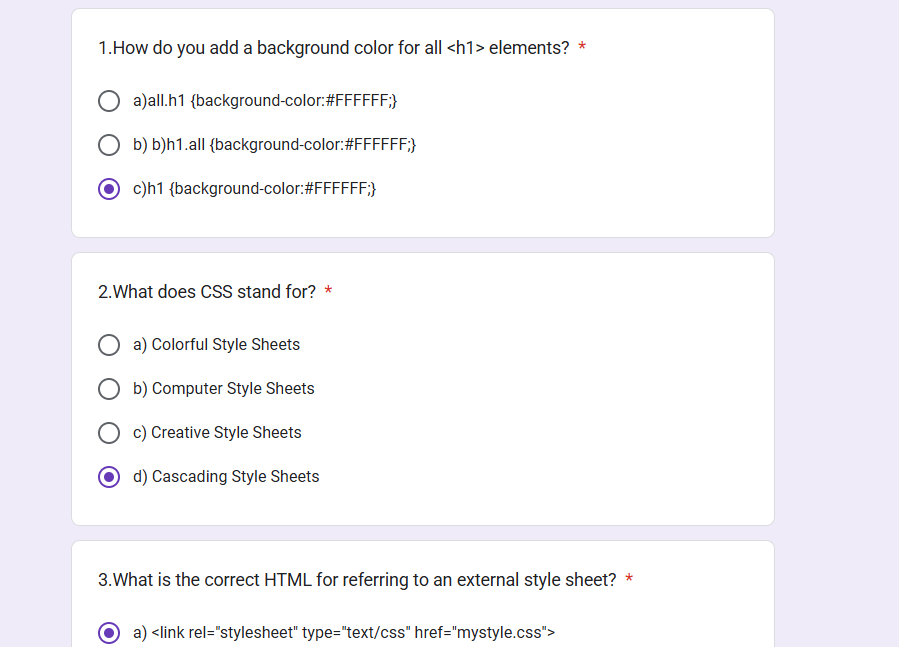 1.How do you add a background color for all <h1> elements? *
a)all.h1 {background-color:#FFFFFF;}
b) b)h1.all {background-color:#FFFFFF;}
c)h1 {background-color:#FFFFFF;}
2.What does CSS stand for? *
a) Colorful Style Sheets
b) Computer Style Sheets
c) Creative Style Sheets
d) Cascading Style Sheets
3.What is the correct HTML for referring to an external style sheet? *
a) <link rel="stylesheet" type="text/css" href="mystyle.css">